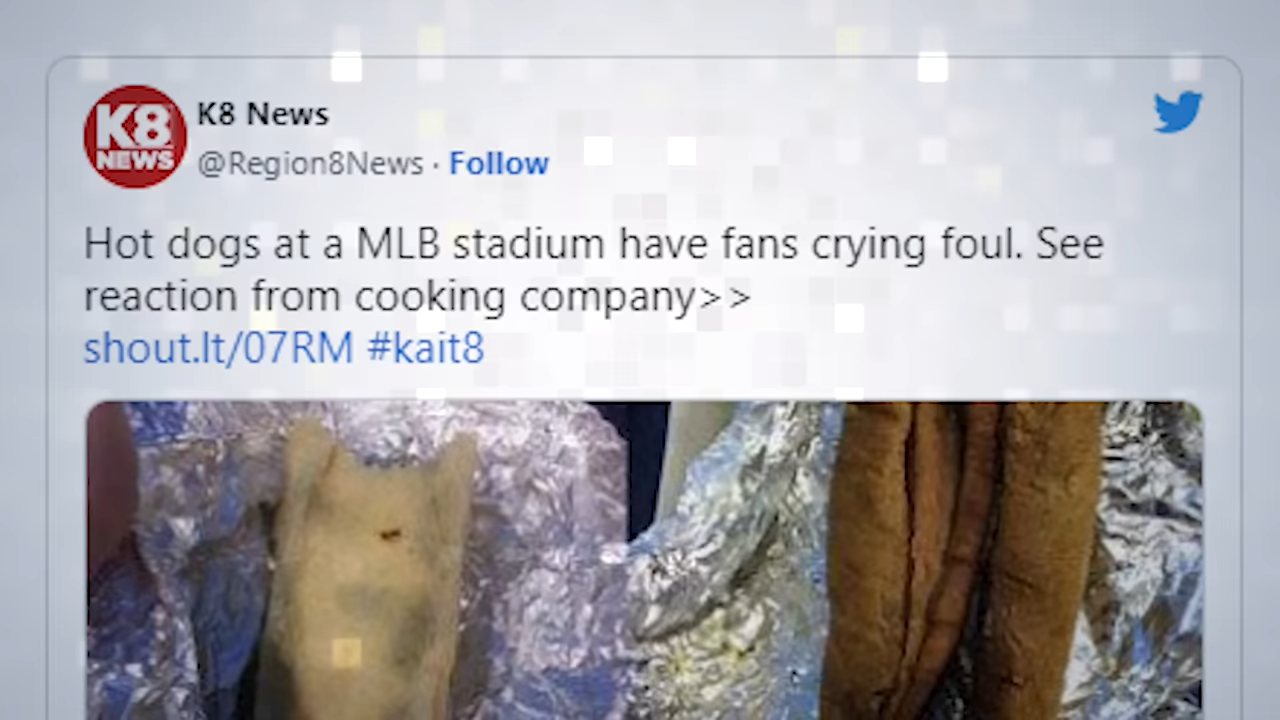 K8
NEWS
K8 News
@Region8News · Follow
Hot dogs at a MLB stadium have fans crying foul. See
reaction from cooking company>>
shout.lt/07RM #kait8